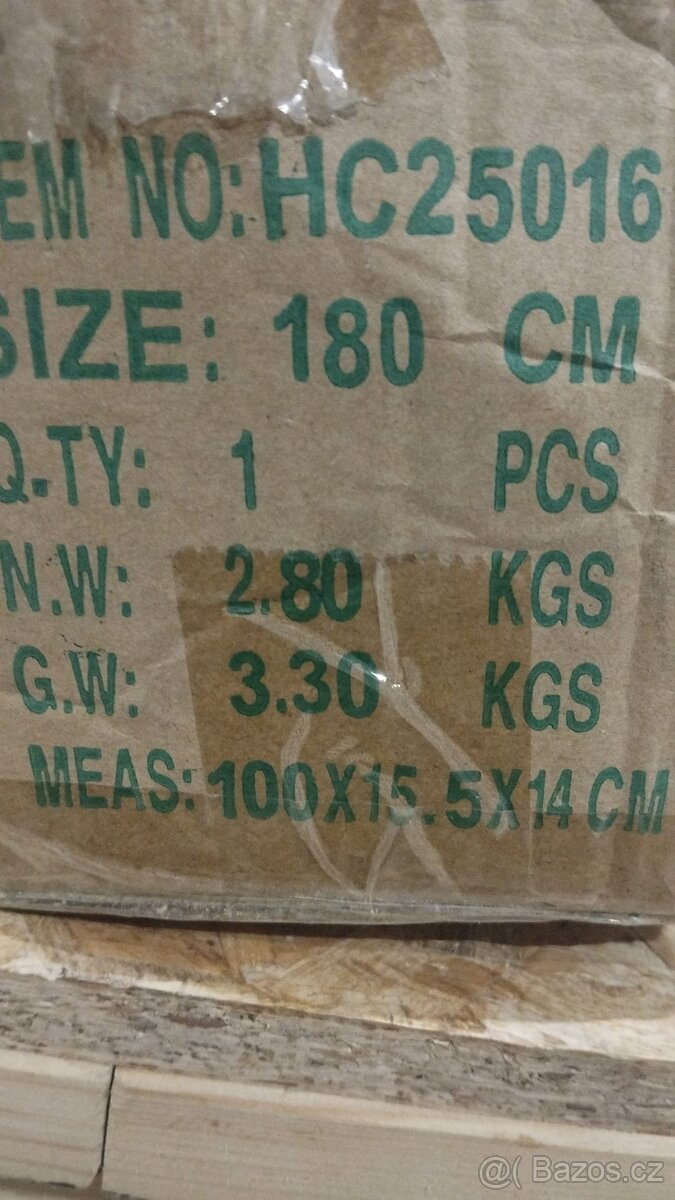 EM NO: HC25016
SIZE: 180 CM
Q.TY: 1 PCS
N.W: 2.80 KGS
G.W: 3.30 KGS
MEAS: 100X15.5X14 CM
@( Bazos.cz